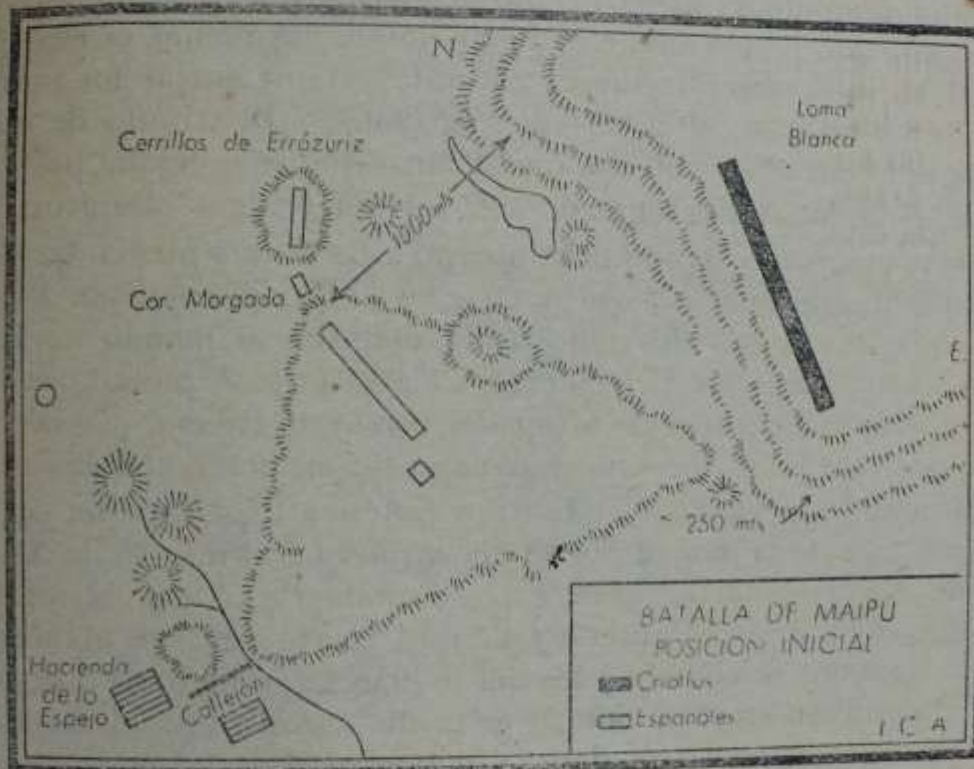 N
Loma
Blanca
Cerrillos de Errázuriz
1500 mts
Cor. Morgado
E.
O
250 mts
BATALLA DE MAIPU
POSICION INICIAL
Criollos
Españoles
I C A
Hacienda
de lo
Espejo
Callejón